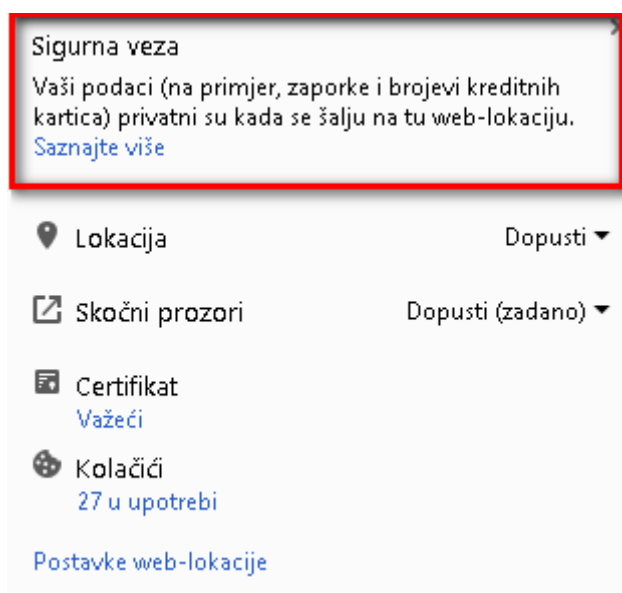 Sigurna veza
Vaši podaci (na primjer, zaporke i brojevi kreditnih
kartica) privatni su kada se šalju na tu web-lokaciju.
Saznajte više
Lokacija Dopusti
Skočni prozori Dopusti (zadano)
Certifikat
Važeći
Kolačići
27 u upotrebi
Postavke web-lokacije